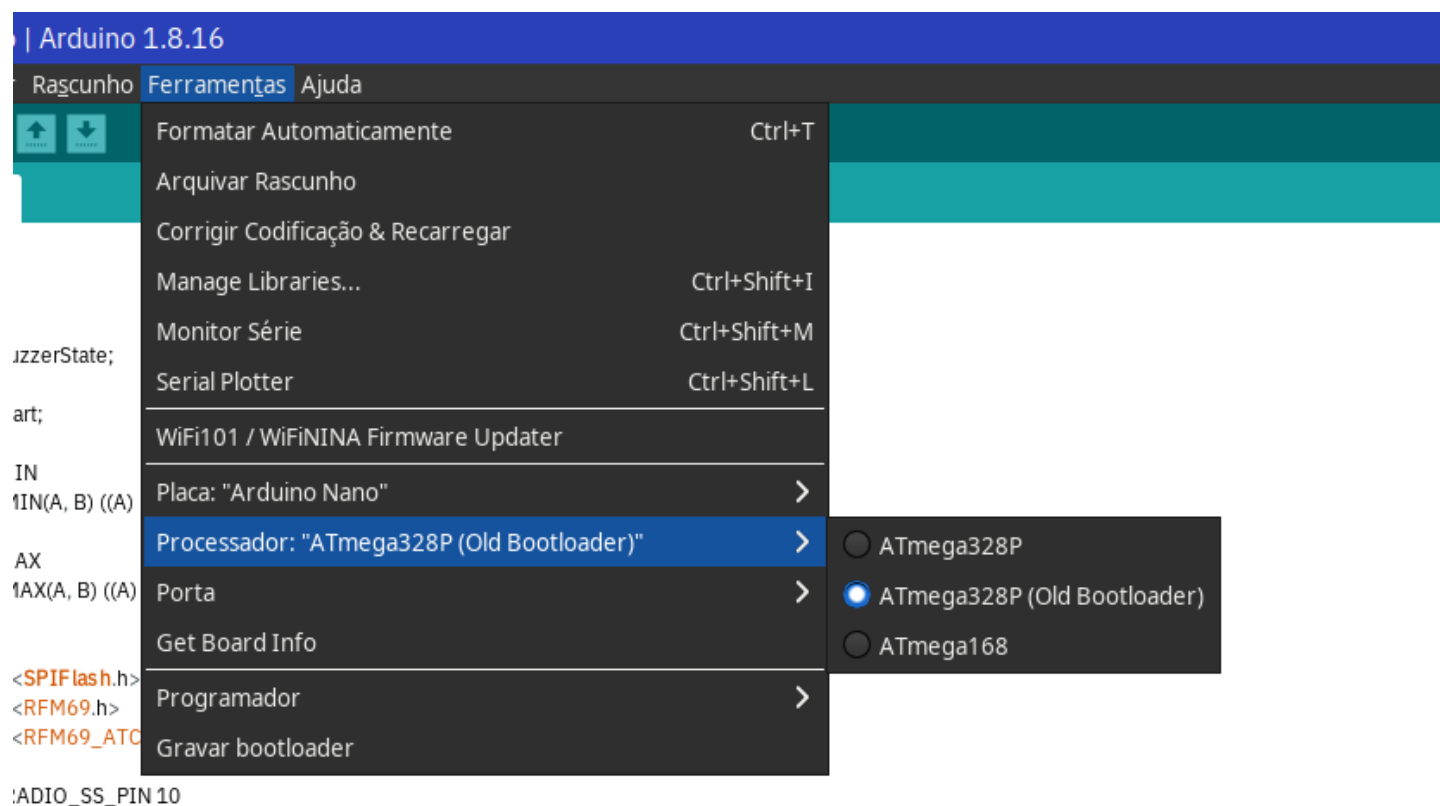 | Arduino 1.8.16
Rascunho Ferramentas Ajuda
Formatar Automaticamente Ctrl+T
Arquivar Rascunho
Corrigir Codificação & Recarregar
Manage Libraries... Ctrl+Shift+I
Monitor Série Ctrl+Shift+M
Serial Plotter Ctrl+Shift+L
WiFi101 / WiFiNINA Firmware Updater
Placa: "Arduino Nano"
Processador: "ATmega328P (Old Bootloader)"
Porta
Get Board Info
Programador
Gravar bootloader
ATmega328P
ATmega328P (Old Bootloader)
ATmega168
uzzerState;
art;
IN
MIN(A, B) ((A)
AX
MAX(A, B) ((A)
<SPIFlash.h>
<RFM69.h>
<RFM69_ATC
RADIO_SS_PIN 10